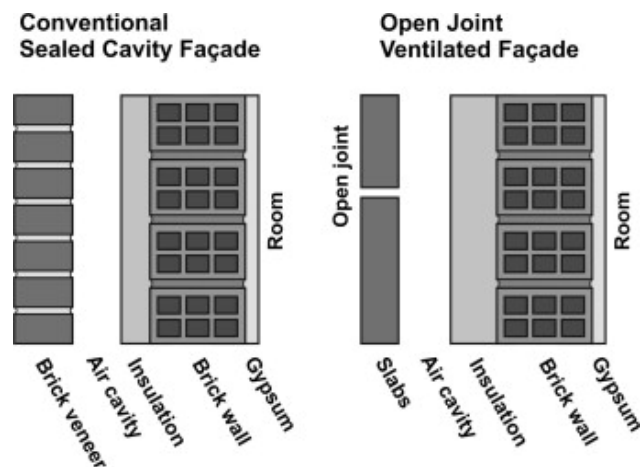 Conventional
Sealed Cavity Façade
Open Joint
Ventilated Façade
Room
Open joint
Room
Brick veneer
Air cavity
Insulation
Brick wall
Gypsum
Slabs
Air cavity
Insulation
Brick wall
Gypsum